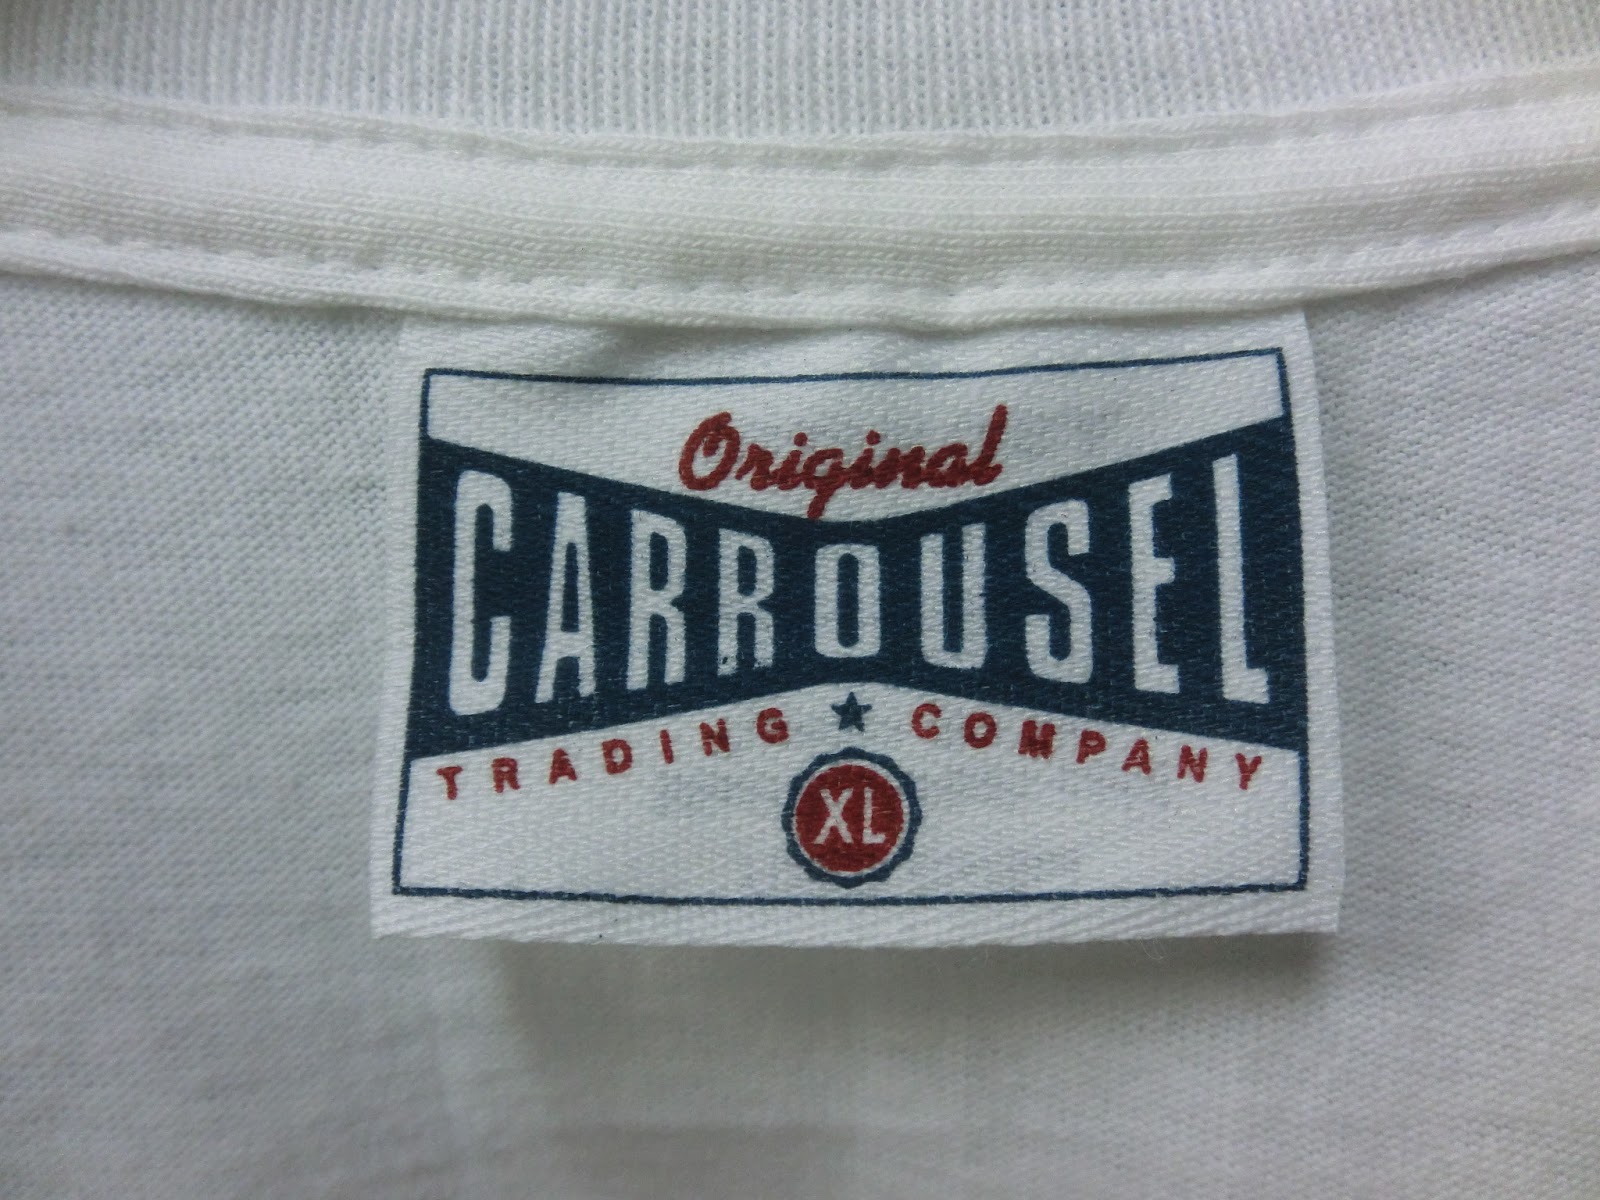 Original
CARROUSEL
TRADING ★ COMPANY
XL